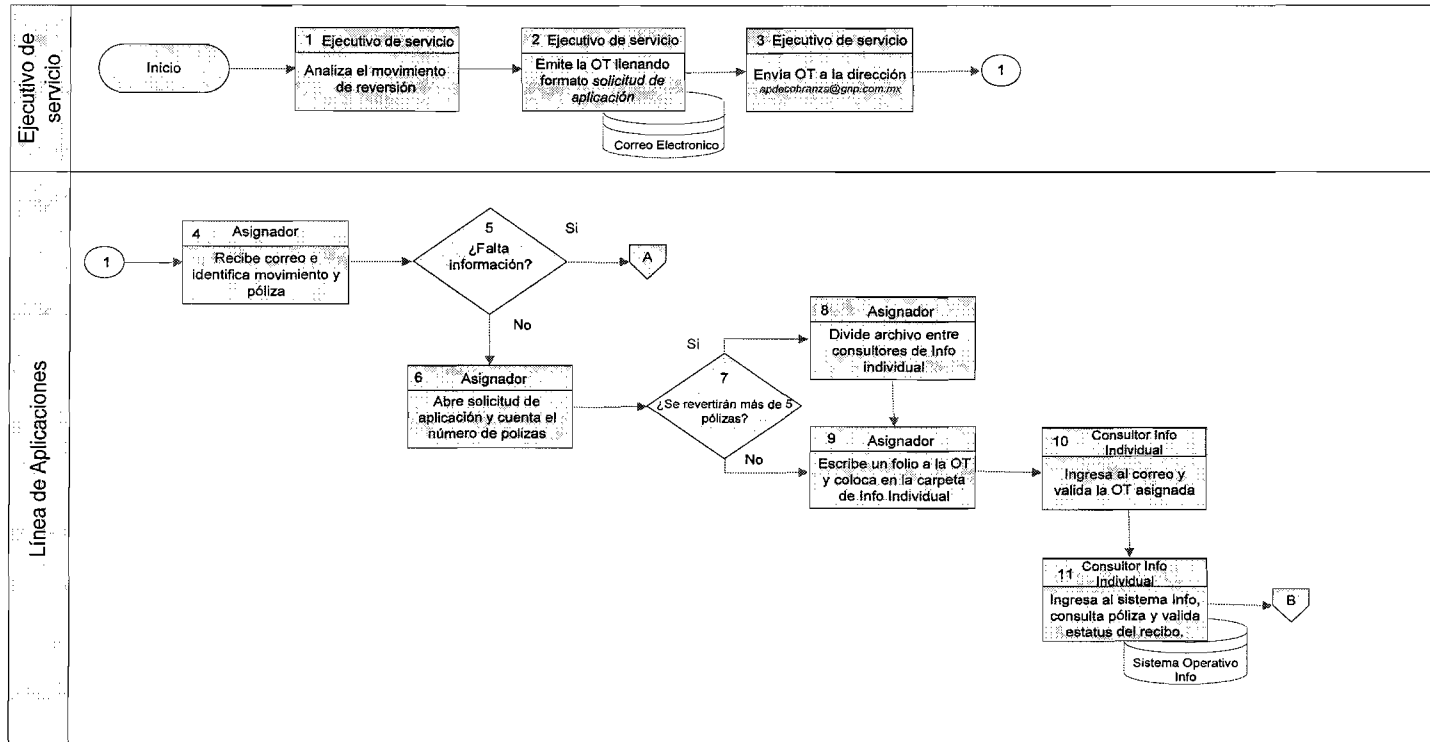 Ejecutivo de
servicio
Inicio
1 Ejecutivo de servicio
Analiza el movimiento
de reversión
2 Ejecutivo de servicio
Emite la OT llenando
formato solicitud de
aplicación
Correo Electronico
3 Ejecutivo de servicio
Envía OT a la dirección
apdecobranza@gnp.com.mx
1
Línea de Aplicaciones
1
4 Asignador
Recibe correo e
identifica movimiento y
póliza
5
¿Falta
información?
Si
A
No
6 Asignador
Abre solicitud de
aplicación y cuenta el
número de polizas
7
¿Se revertirán más de 5
pólizas?
Si
8 Asignador
Divide archivo entre
consultores de Info
individual
No
9 Asignador
Escribe un folio a la OT
y coloca en la carpeta
de Info Individual
10 Consultor Info
Individual
Ingresa al correo y
valida la OT asignada
11 Consultor Info
Individual
Ingresa al sistema Info,
consulta póliza y valida
estatus del recibo.
Sistema Operativo
Info
B